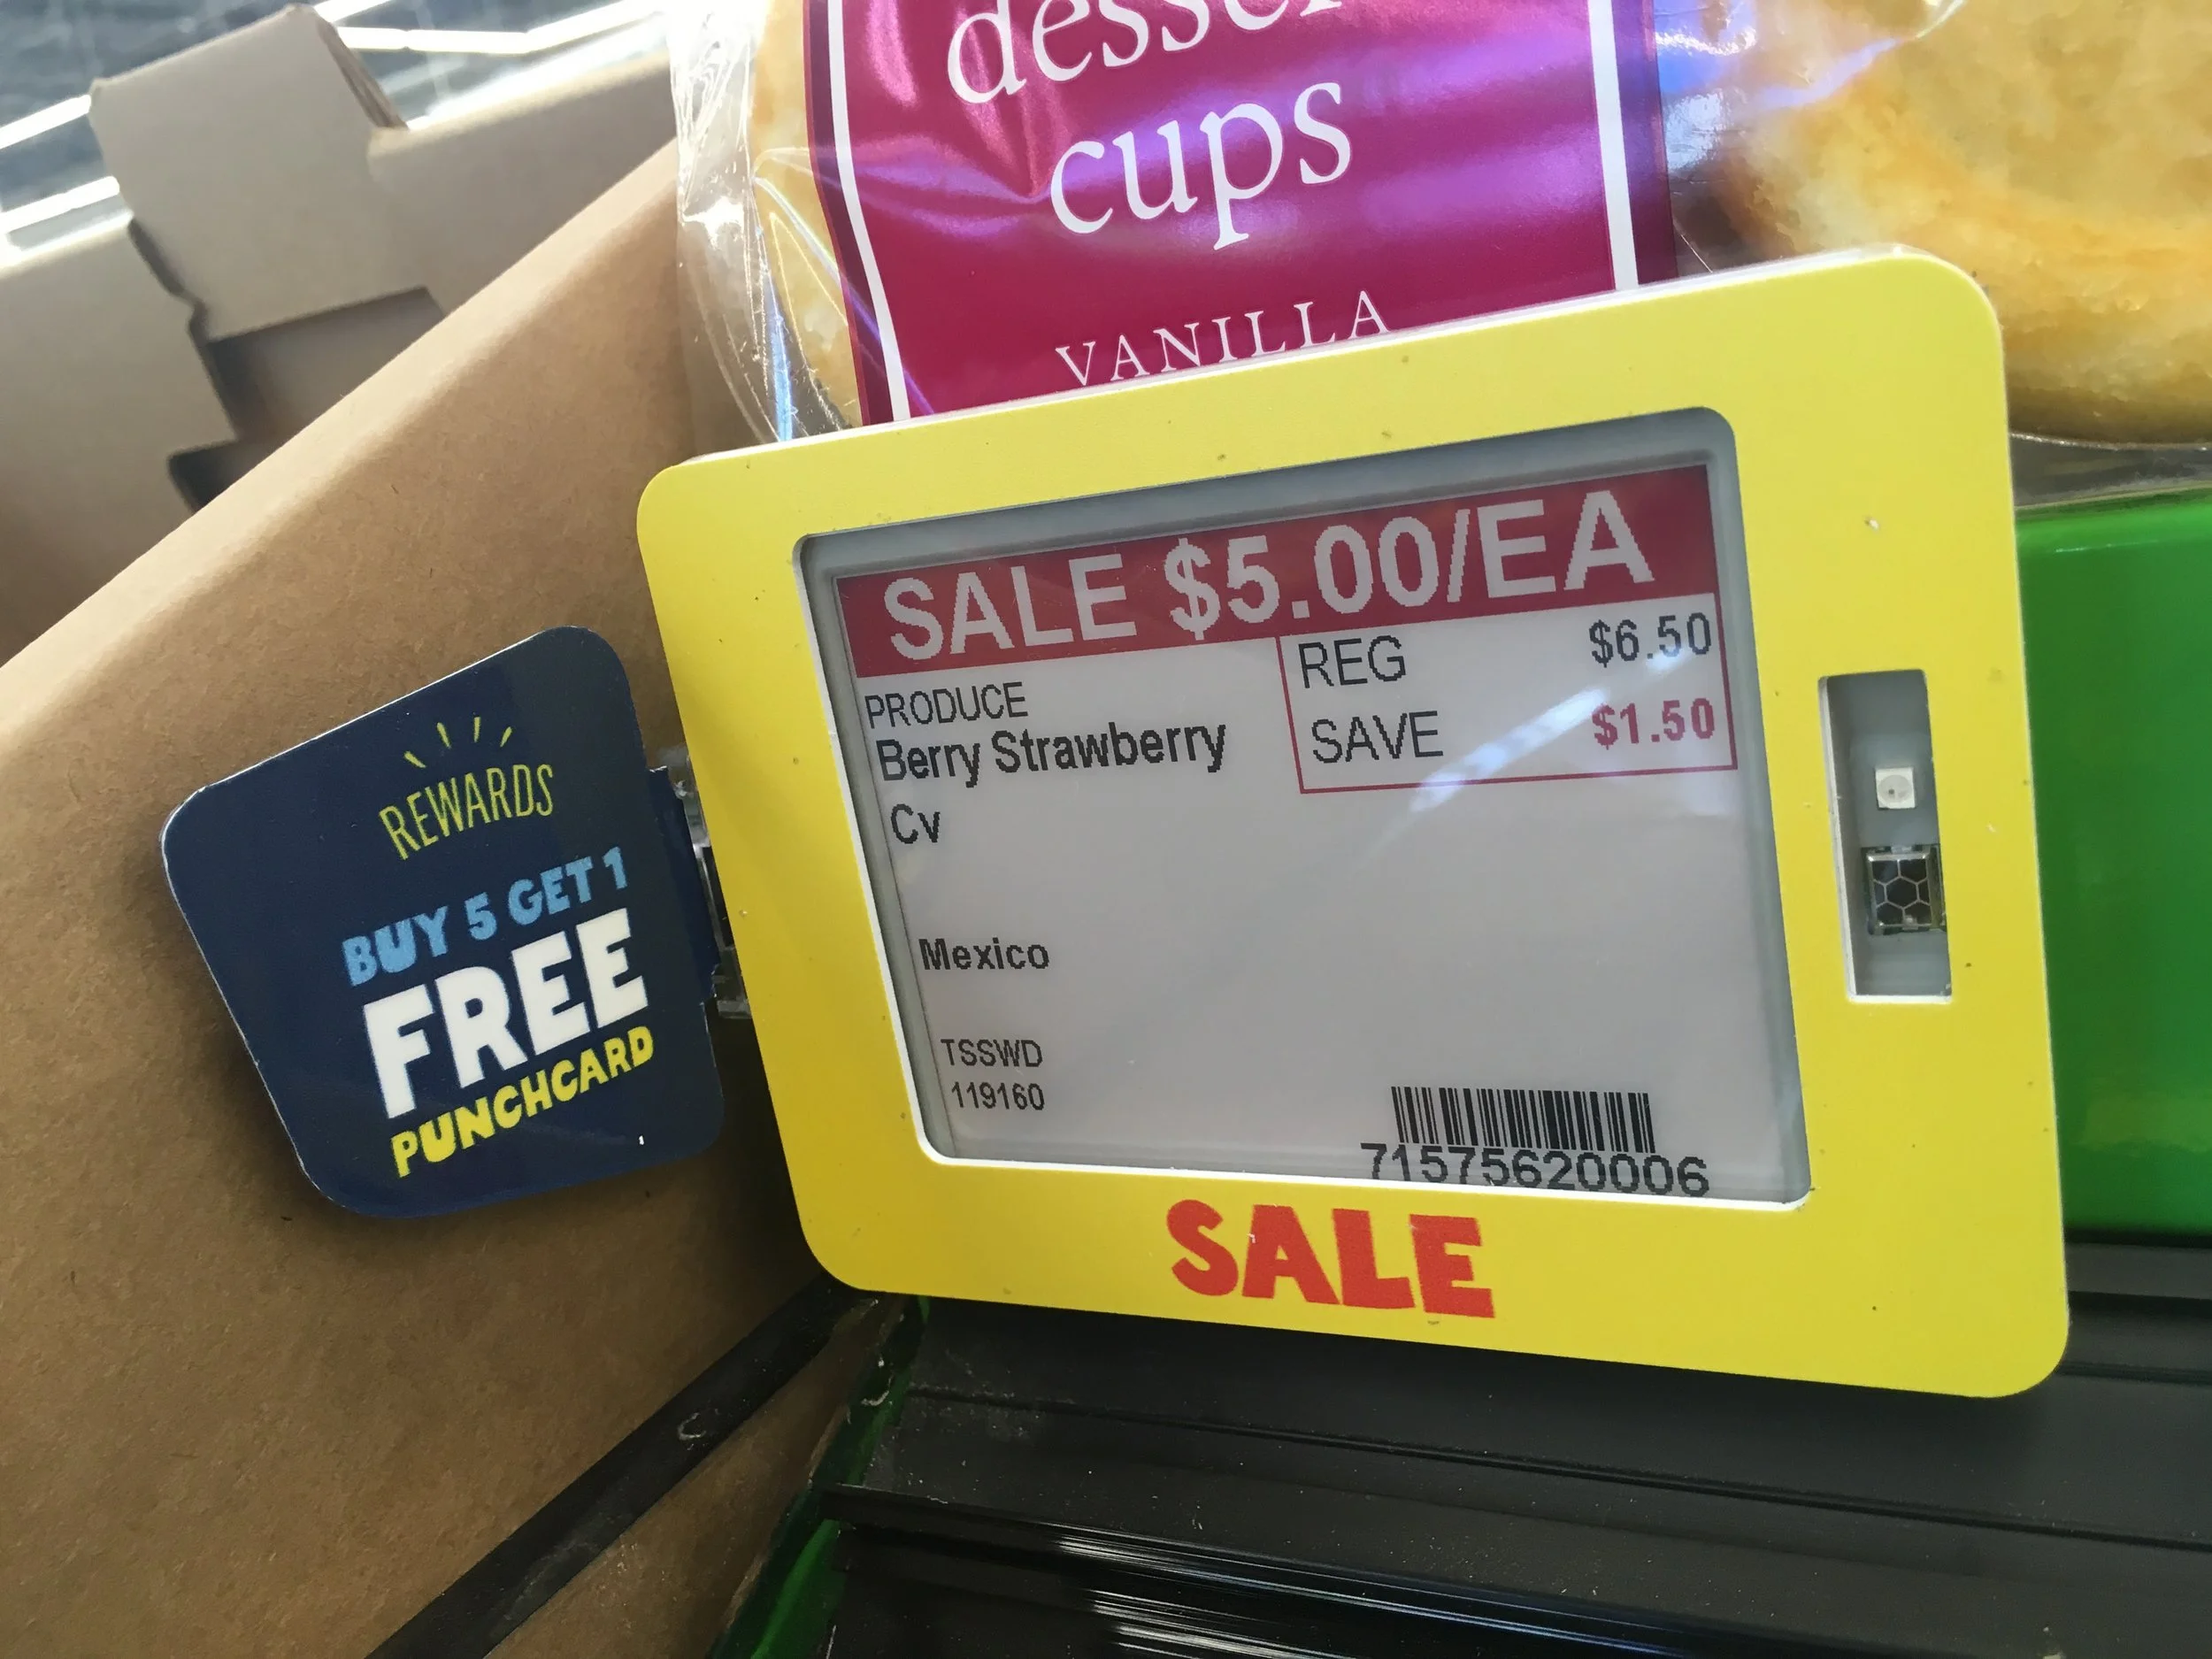 cups
VANILLA
SALE $5.00/EA
REG $6.50
SAVE $1.50
PRODUCE
Berry Strawberry
Cv
Mexico
TSSWD
119160
71575620006
SALE
REWARDS
BUY 5 GET 1
FREE
PUNCHCARD